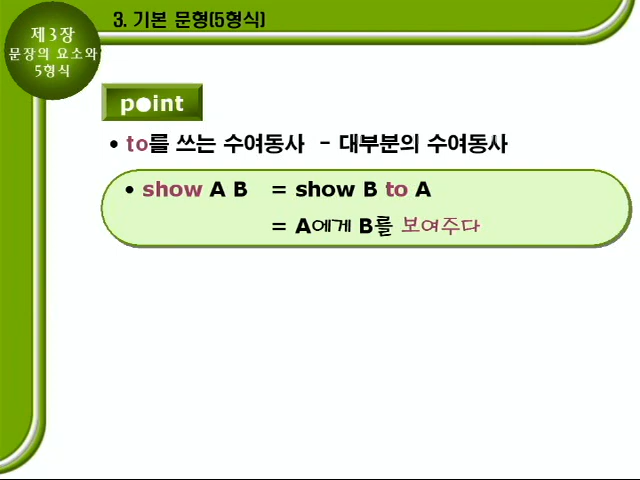 제3장
문장의 요소와
5형식
3. 기본 문형(5형식)
point
• to를 쓰는 수여동사 - 대부분의 수여동사
• show A B = show B to A
= A에게 B를 보여주다